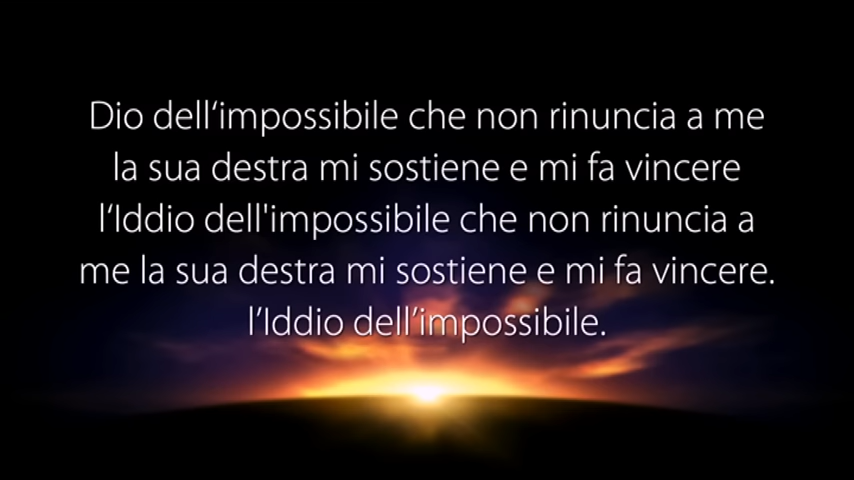 Dio dell‘impossibile che non rinuncia a me
la sua destra mi sostiene e mi fa vincere
l‘Iddio dell'impossibile che non rinuncia a
me la sua destra mi sostiene e mi fa vincere.
l’Iddio dell’impossibile.